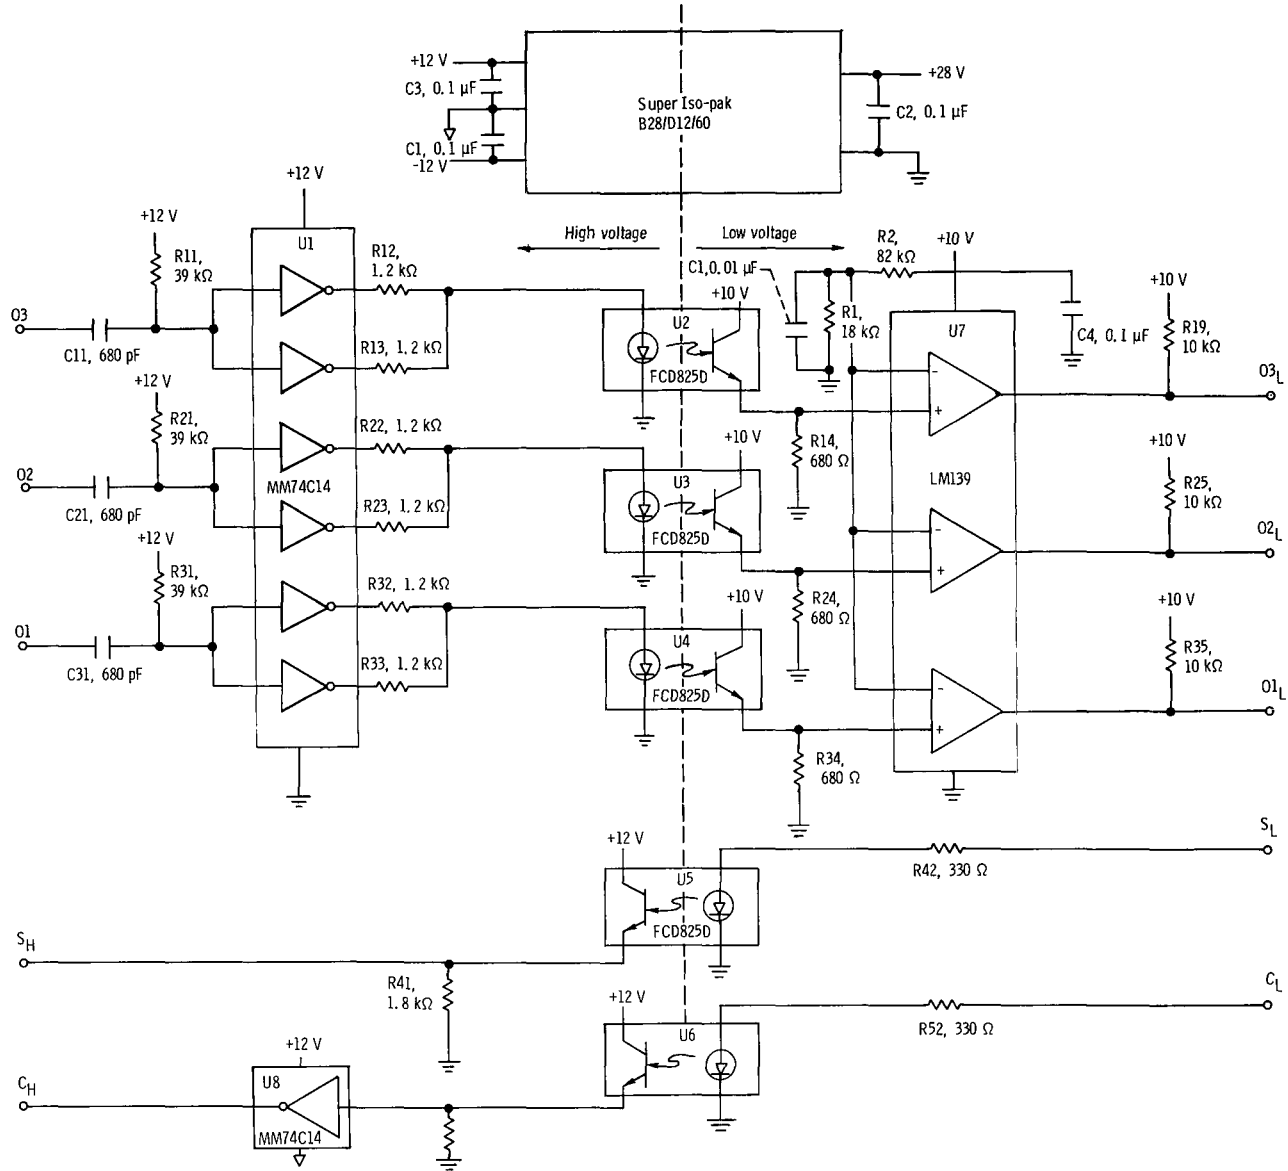 +12 V
C3, 0.1 µF
C1, 0.1 µF
-12 V
Super Iso-pak
B28/D12/60
+28 V
C2, 0.1 µF
High voltage
Low voltage
+12 V
U1
+12 V
R11,
39 kΩ
R12,
1.2 kΩ
O3
C11, 680 pF
R13, 1.2 kΩ
+12 V
R21,
39 kΩ
R22, 1.2 kΩ
O2
C21, 680 pF
MM74C14
R23, 1.2 kΩ
+12 V
R31,
39 kΩ
R32, 1.2 kΩ
O1
C31, 680 pF
R33, 1.2 kΩ
+10 V
U2
FCD825D
+10 V
U3
FCD825D
+10 V
U4
FCD825D
C1, 0.01 µF
R1,
18 kΩ
R2,
82 kΩ
+10 V
U7
C4, 0.1 µF
+10 V
R19,
10 kΩ
O3L
R14,
680 Ω
LM139
+10 V
R25,
10 kΩ
O2L
R24,
680 Ω
+10 V
R35,
10 kΩ
O1L
R34,
680 Ω
+12 V
U5
FCD825D
R42, 330 Ω
SL
SH
R41,
1.8 kΩ
+12 V
U6
FCD825D
R52, 330 Ω
CL
+12 V
U8
MM74C14
CH